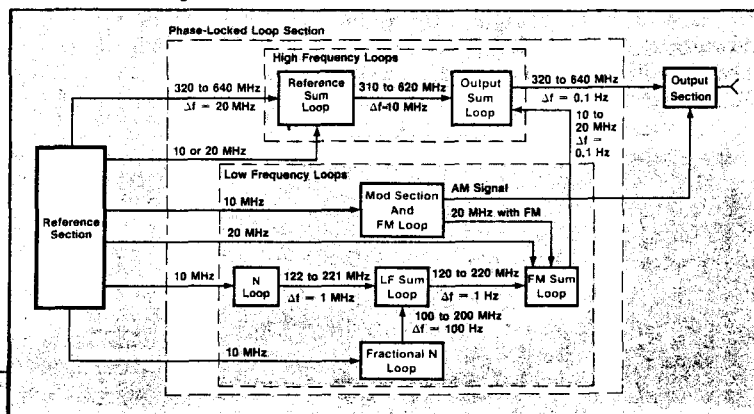 Phase-Locked Loop Section
High Frequency Loops
320 to 640 MHz
Δf = 20 MHz
Reference
Sum
Loop
310 to 620 MHz
Δf=10 MHz
Output
Sum
Loop
320 to 640 MHz
Δf = 0.1 Hz
Output
Section
10 to
20 MHz
Δf =
0.1 Hz
10 or 20 MHz
Low Frequency Loops
Reference
Section
10 MHz
Mod Section
And
FM Loop
AM Signal
20 MHz with FM
20 MHz
10 MHz
N
Loop
122 to 221 MHz
Δf = 1 MHz
LF Sum
Loop
120 to 220 MHz
Δf = 1 Hz
FM Sum
Loop
100 to 200 MHz
Δf = 100 Hz
10 MHz
Fractional N
Loop